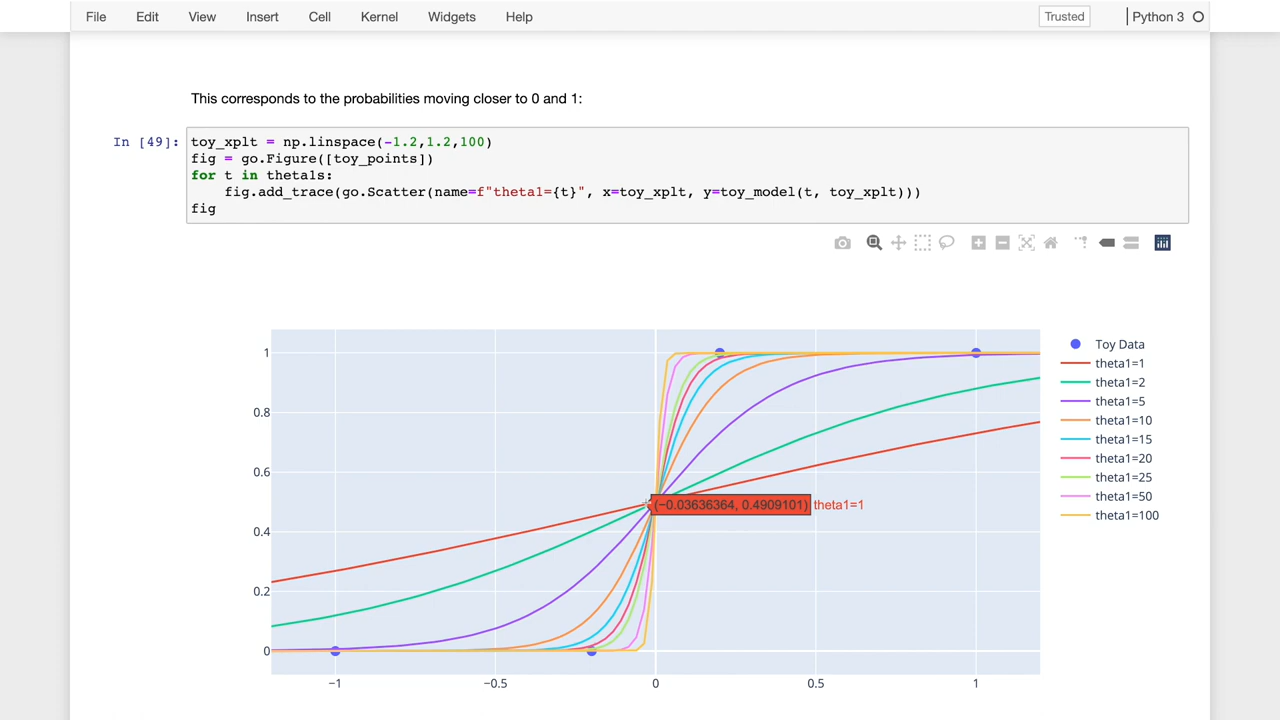 File Edit View Insert Cell Kernel Widgets Help Trusted Python 3
This corresponds to the probabilities moving closer to 0 and 1:
In [49]: toy_xplt = np.linspace(-1.2,1.2,100)
fig = go.Figure([toy_points])
for t in theta1s:
    fig.add_trace(go.Scatter(name=f"theta1={t}", x=toy_xplt, y=toy_model(t, toy_xplt)))
fig
1
0.8
0.6
0.4
0.2
0
−1 −0.5 0 0.5 1
(−0.03636364, 0.4909101) theta1=1
Toy Data
theta1=1
theta1=2
theta1=5
theta1=10
theta1=15
theta1=20
theta1=25
theta1=50
theta1=100